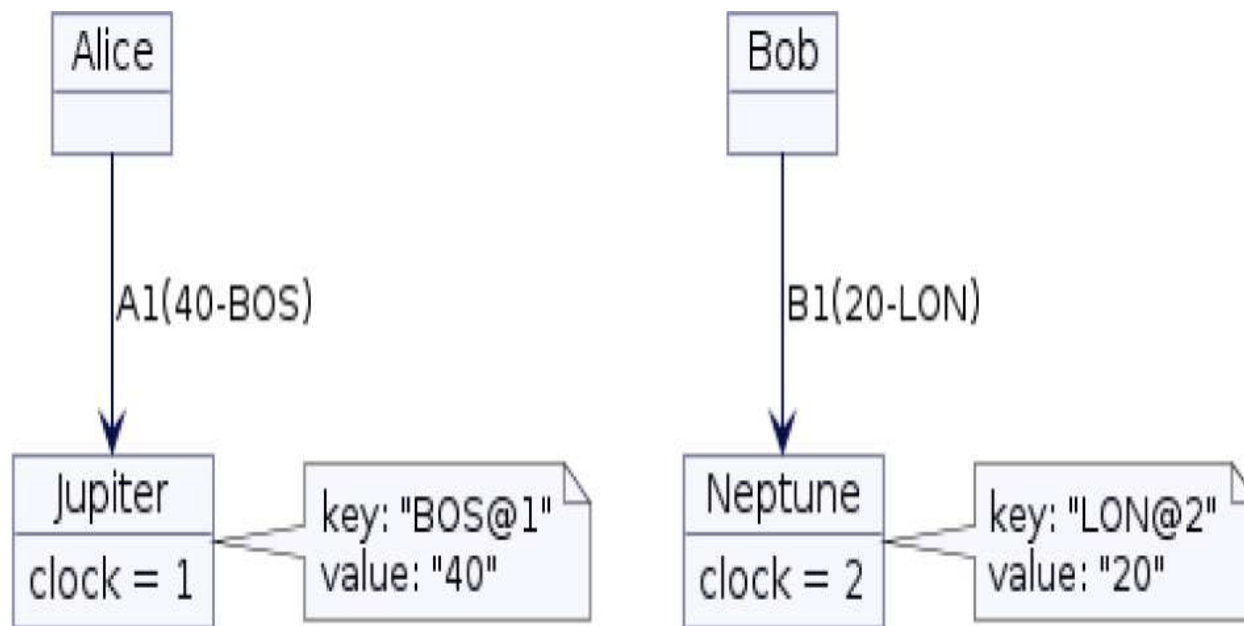 Alice
Bob
A1(40-BOS)
B1(20-LON)
Jupiter
clock = 1
key: "BOS@1"
value: "40"
Neptune
clock = 2
key: "LON@2"
value: "20"